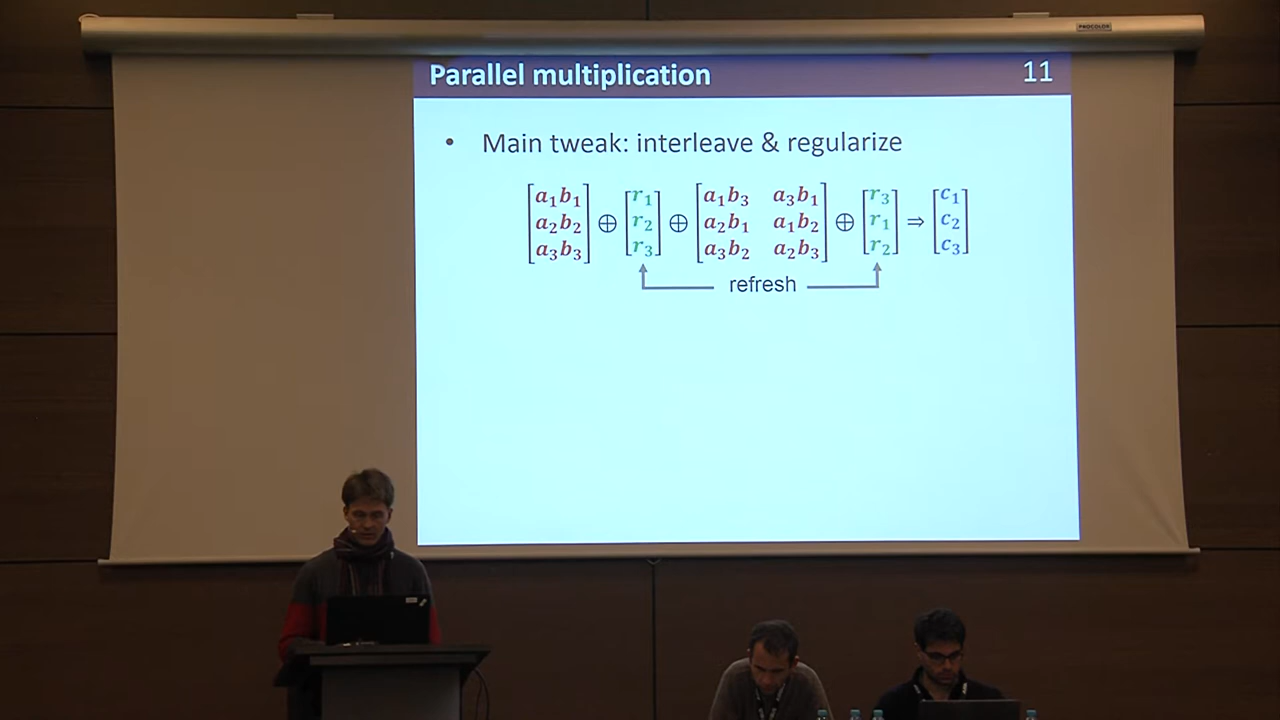 PROCOLOR
Parallel multiplication 11
• Main tweak: interleave & regularize
[a₁b₁] ⊕ [r₁] ⊕ [a₁b₃ a₃b₁] ⊕ [r₃] ⇒ [c₁]
[a₂b₂] ⊕ [r₂] ⊕ [a₂b₁ a₁b₂] ⊕ [r₁] ⇒ [c₂]
[a₃b₃] ⊕ [r₃] ⊕ [a₃b₂ a₂b₃] ⊕ [r₂] ⇒ [c₃]
refresh